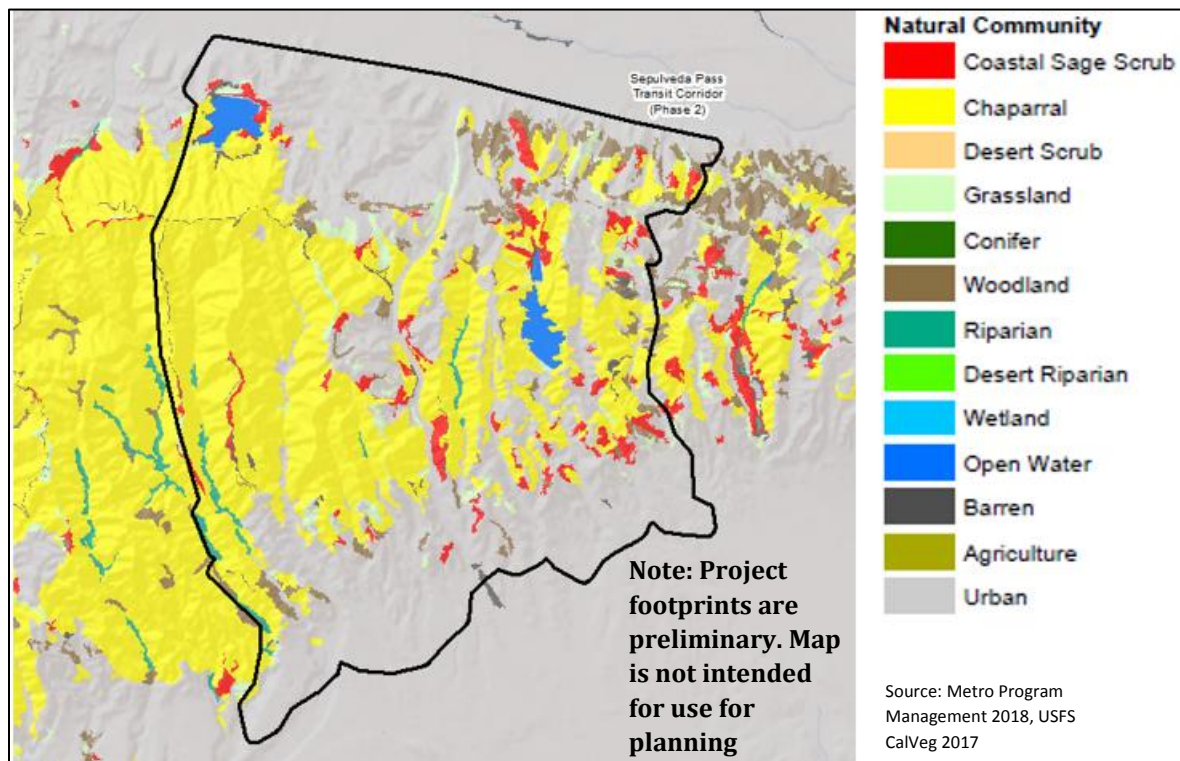 Sepulveda Pass
Transit Corridor
(Phase 2)
Note: Project
footprints are
preliminary. Map
is not intended
for use for
planning
Natural Community
Coastal Sage Scrub
Chaparral
Desert Scrub
Grassland
Conifer
Woodland
Riparian
Desert Riparian
Wetland
Open Water
Barren
Agriculture
Urban
Source: Metro Program
Management 2018, USFS
CalVeg 2017